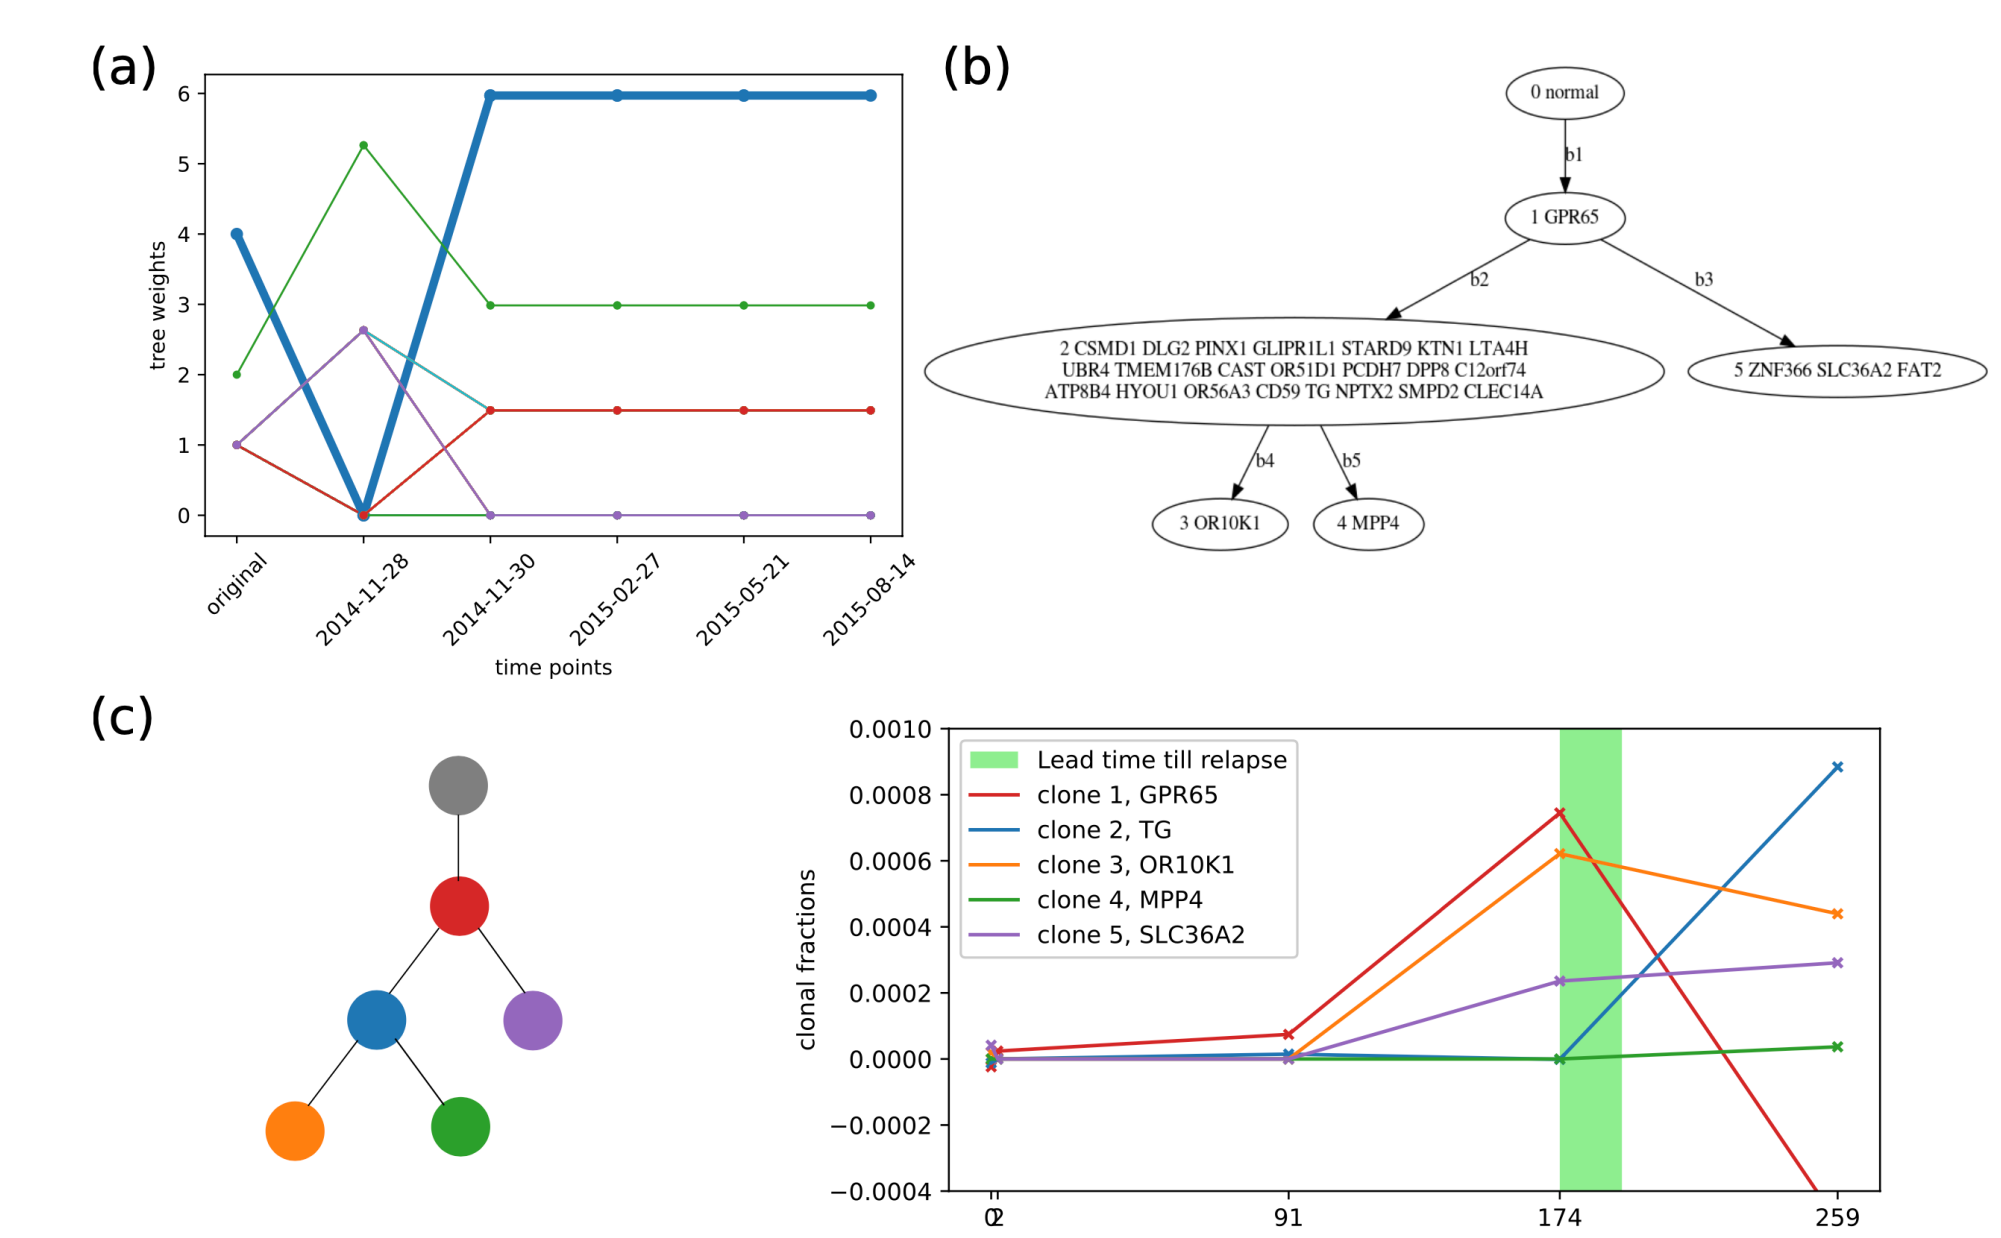 (a)
6
5
4
3
2
1
0
tree weights
original
2014-11-28
2014-11-30
2015-02-27
2015-05-21
2015-08-14
time points
(b)
0 normal
b1
1 GPR65
b2
b3
2 CSMD1 DLG2 PINX1 GLIPR1L1 STARD9 KTN1 LTA4H
UBR4 TMEM176B CAST OR51D1 PCDH7 DPP8 C12orf74
ATP8B4 HYOU1 OR56A3 CD59 TG NPTX2 SMPD2 CLEC14A
5 ZNF366 SLC36A2 FAT2
b4
b5
3 OR10K1
4 MPP4
(c)
0.0010
0.0008
0.0006
0.0004
0.0002
0.0000
−0.0002
−0.0004
clonal fractions
Lead time till relapse
clone 1, GPR65
clone 2, TG
clone 3, OR10K1
clone 4, MPP4
clone 5, SLC36A2
0
2
91
174
259